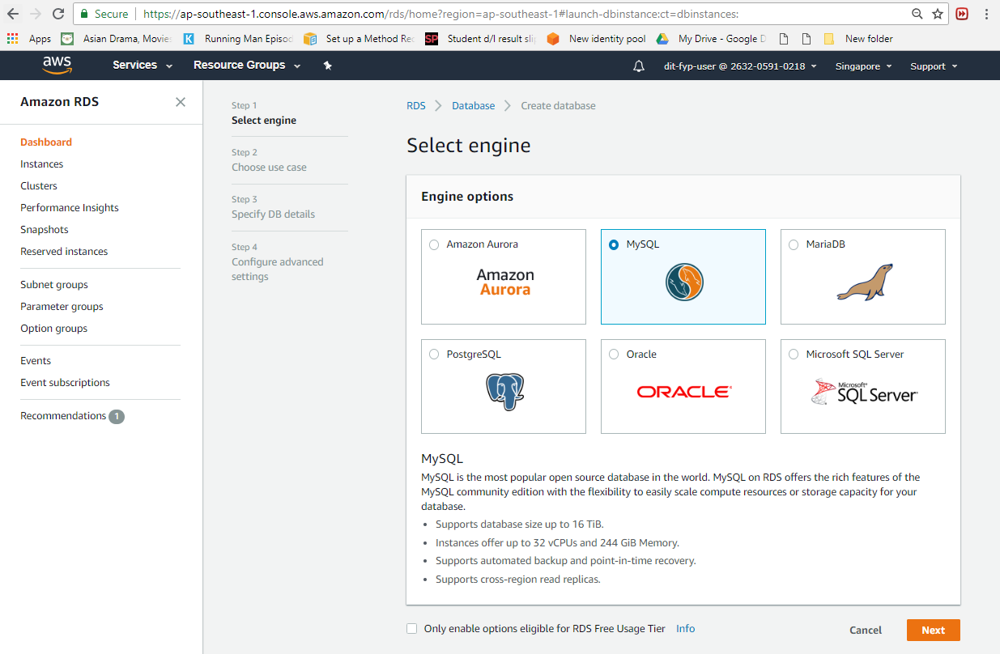 Secure https://ap-southeast-1.console.aws.amazon.com/rds/home?region=ap-southeast-1#launch-dbinstance:ct=dbinstances:
Apps Asian Drama, Movies Running Man Episod Set up a Method Re SP Student d/l result slip New identity pool My Drive - Google D New folder
aws Services Resource Groups dit-fyp-user @ 2632-0591-0218 Singapore Support
Amazon RDS
Dashboard
Instances
Clusters
Performance Insights
Snapshots
Reserved instances
Subnet groups
Parameter groups
Option groups
Events
Event subscriptions
Recommendations 1
Step 1
Select engine
Step 2
Choose use case
Step 3
Specify DB details
Step 4
Configure advanced
settings
RDS Database Create database
Select engine
Engine options
Amazon Aurora
Amazon
Aurora
MySQL
MariaDB
PostgreSQL
Oracle
ORACLE
Microsoft SQL Server
Microsoft
SQL Server
MySQL
MySQL is the most popular open source database in the world. MySQL on RDS offers the rich features of the
MySQL community edition with the flexibility to easily scale compute resources or storage capacity for your
database.
• Supports database size up to 16 TiB.
• Instances offer up to 32 vCPUs and 244 GiB Memory.
• Supports automated backup and point-in-time recovery.
• Supports cross-region read replicas.
Only enable options eligible for RDS Free Usage Tier Info
Cancel Next